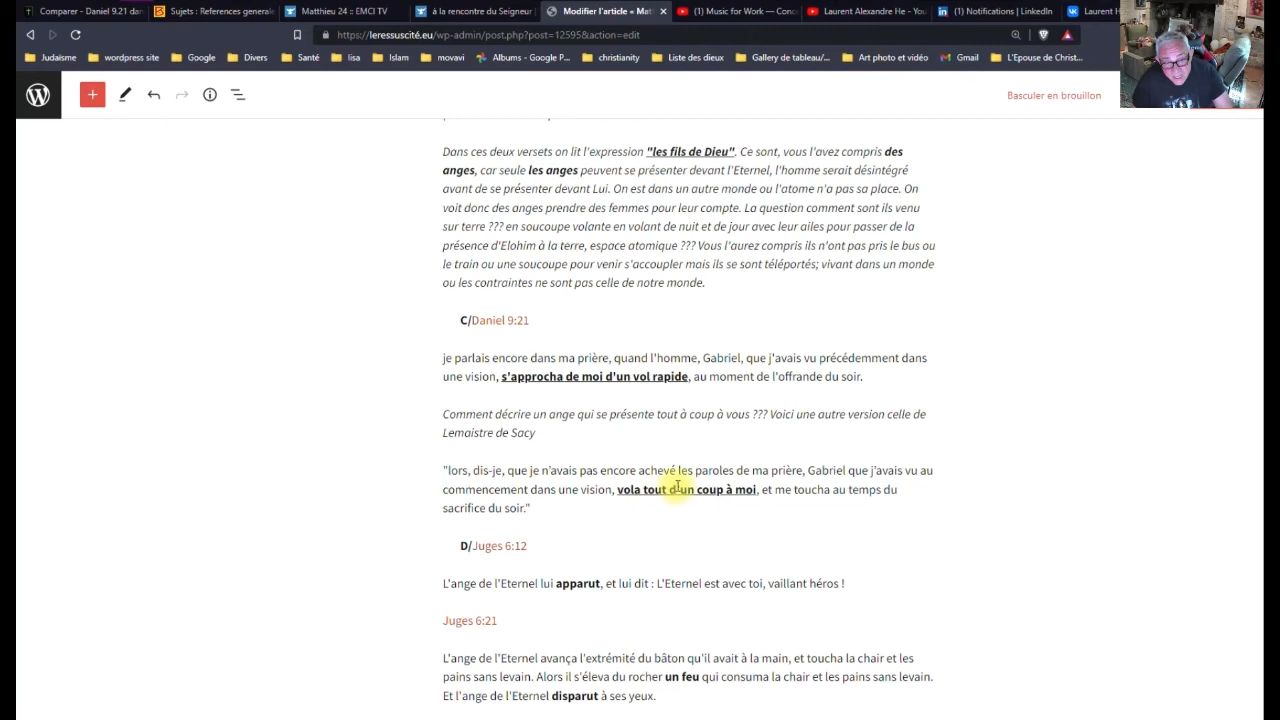 Comparer - Daniel 9.21 dan
Sujets : References generale
Matthieu 24 :: EMCI TV
à la rencontre du Seigneur
Modifier l'article « Mat
(1) Music for Work — Conc
Laurent Alexandre He - You
(1) Notifications | LinkedIn
Laurent H
https://leressuscité.eu/wp-admin/post.php?post=12595&action=edit
Judaïsme
wordpress site
Google
Divers
Santé
lisa
Islam
movavi
Albums - Google P...
christianity
Liste des dieux
Gallery de tableau/...
Art photo et vidéo
Gmail
L'Epouse de Christ...
Basculer en brouillon
Dans ces deux versets on lit l'expression "les fils de Dieu". Ce sont, vous l'avez compris des
anges, car seule les anges peuvent se présenter devant l'Eternel, l'homme serait désintégré
avant de se présenter devant Lui. On est dans un autre monde ou l'atome n'a pas sa place. On
voit donc des anges prendre des femmes pour leur compte. La question comment sont ils venu
sur terre ??? en soucoupe volante en volant de nuit et de jour avec leur ailes pour passer de la
présence d'Elohim à la terre, espace atomique ??? Vous l'aurez compris ils n'ont pas pris le bus ou
le train ou une soucoupe pour venir s'accoupler mais ils se sont téléportés; vivant dans un monde
ou les contraintes ne sont pas celle de notre monde.
C/Daniel 9:21
je parlais encore dans ma prière, quand l'homme, Gabriel, que j'avais vu précédemment dans
une vision, s'approcha de moi d'un vol rapide, au moment de l'offrande du soir.
Comment décrire un ange qui se présente tout à coup à vous ??? Voici une autre version celle de
Lemaistre de Sacy
"lors, dis-je, que je n'avais pas encore achevé les paroles de ma prière, Gabriel que j'avais vu au
commencement dans une vision, vola tout d'un coup à moi, et me toucha au temps du
sacrifice du soir."
D/Juges 6:12
L'ange de l'Eternel lui apparut, et lui dit : L'Eternel est avec toi, vaillant héros !
Juges 6:21
L'ange de l'Eternel avança l'extrémité du bâton qu'il avait à la main, et toucha la chair et les
pains sans levain. Alors il s'éleva du rocher un feu qui consuma la chair et les pains sans levain.
Et l'ange de l'Eternel disparut à ses yeux.